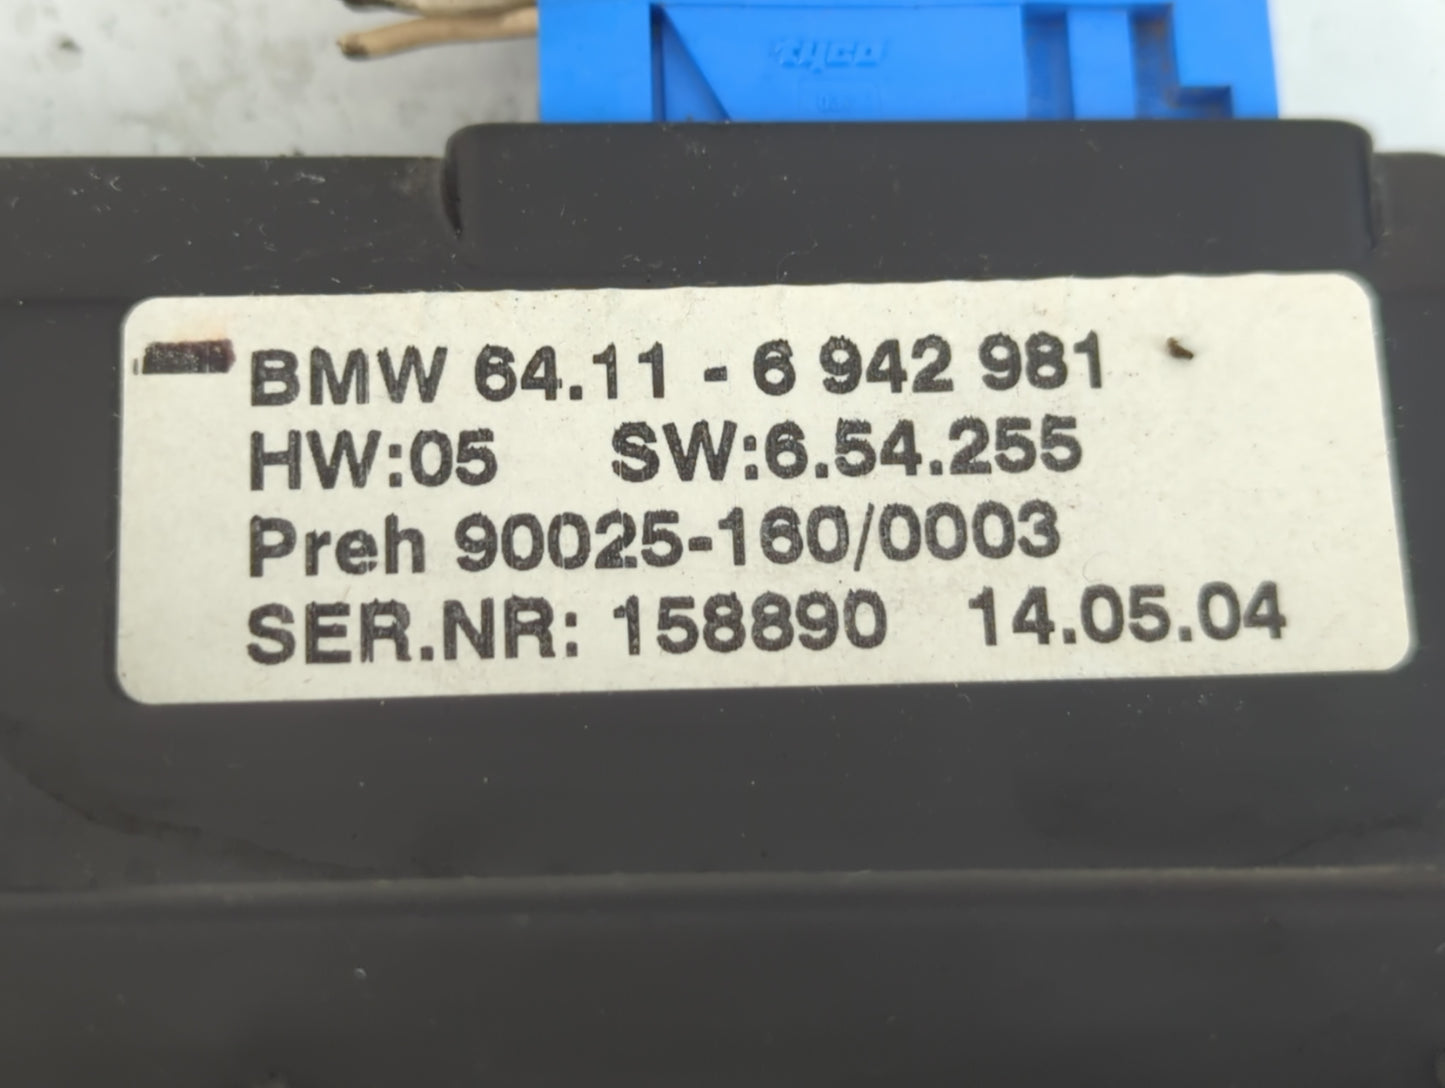 tyco
BMW 64.11 - 6 942 981
HW:05 SW:6.54.255
Preh 90025-160/0003
SER.NR: 158890 14.05.04